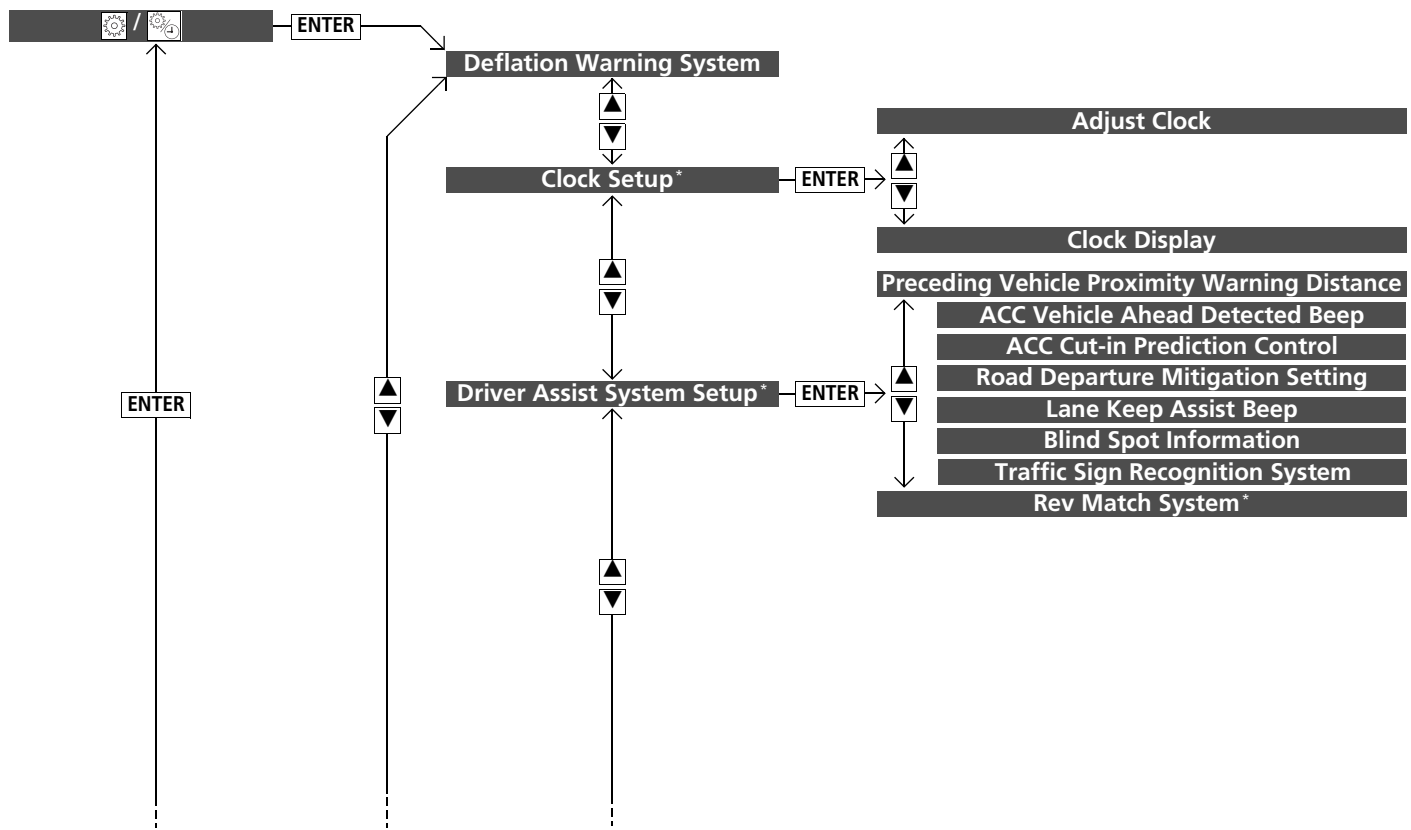 /
ENTER
Deflation Warning System
▲
▼
Adjust Clock
Clock Setup*
ENTER
▲
▼
Clock Display
▲
▼
Preceding Vehicle Proximity Warning Distance
ACC Vehicle Ahead Detected Beep
ACC Cut-in Prediction Control
Road Departure Mitigation Setting
Lane Keep Assist Beep
Blind Spot Information
Traffic Sign Recognition System
Rev Match System*
▲
▼
Driver Assist System Setup*
ENTER
ENTER
▲
▼
▲
▼